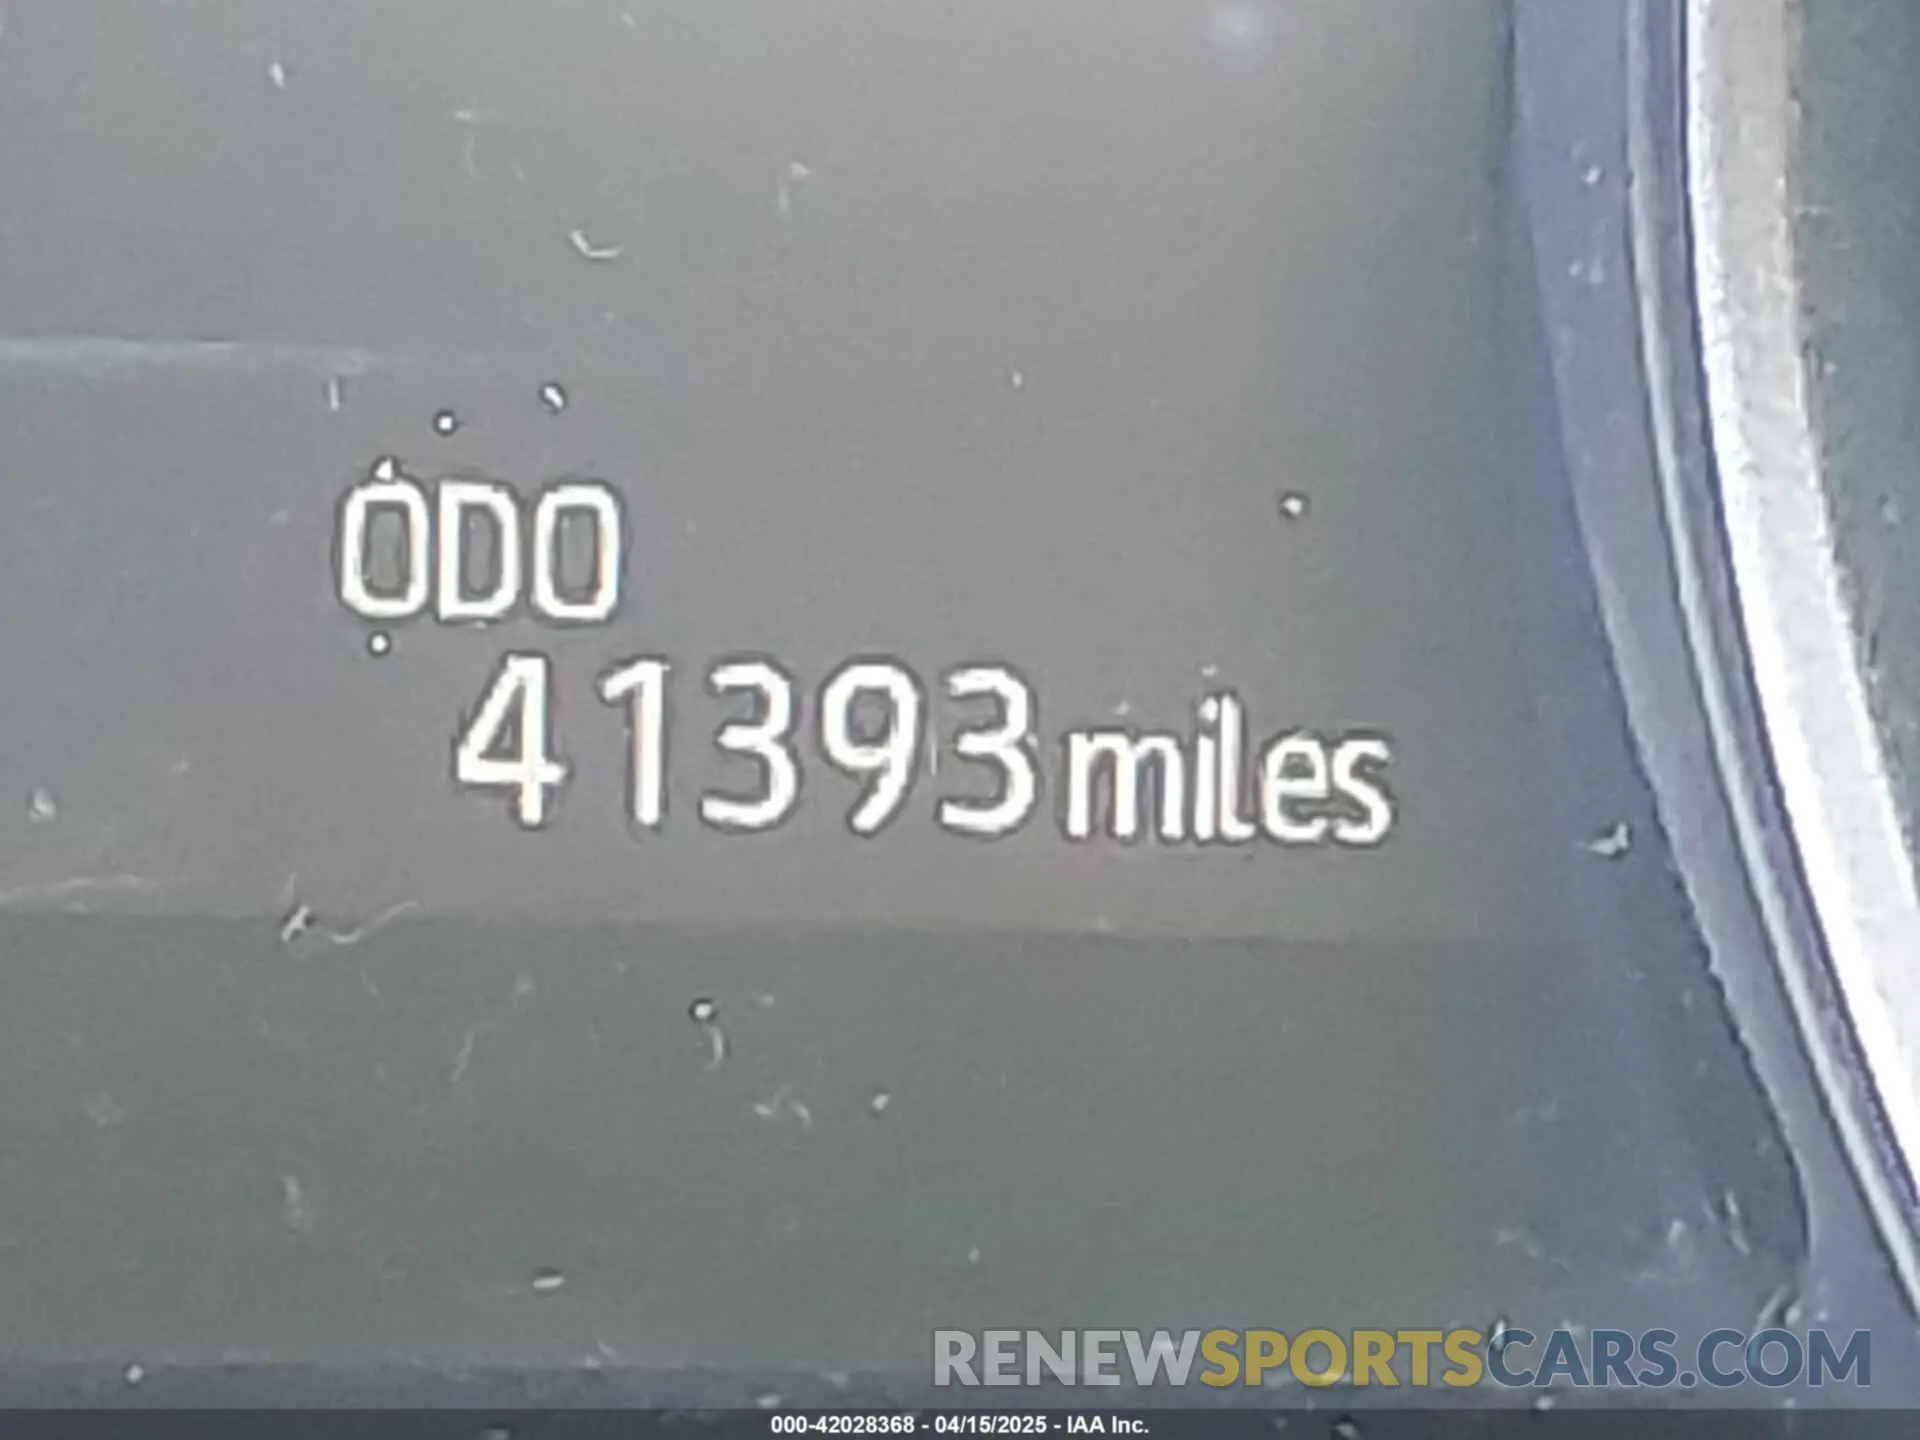 ODO
41393 miles
RENEWSPORTSCARS.COM
000-42028368 - 04/15/2025 - IAA Inc.